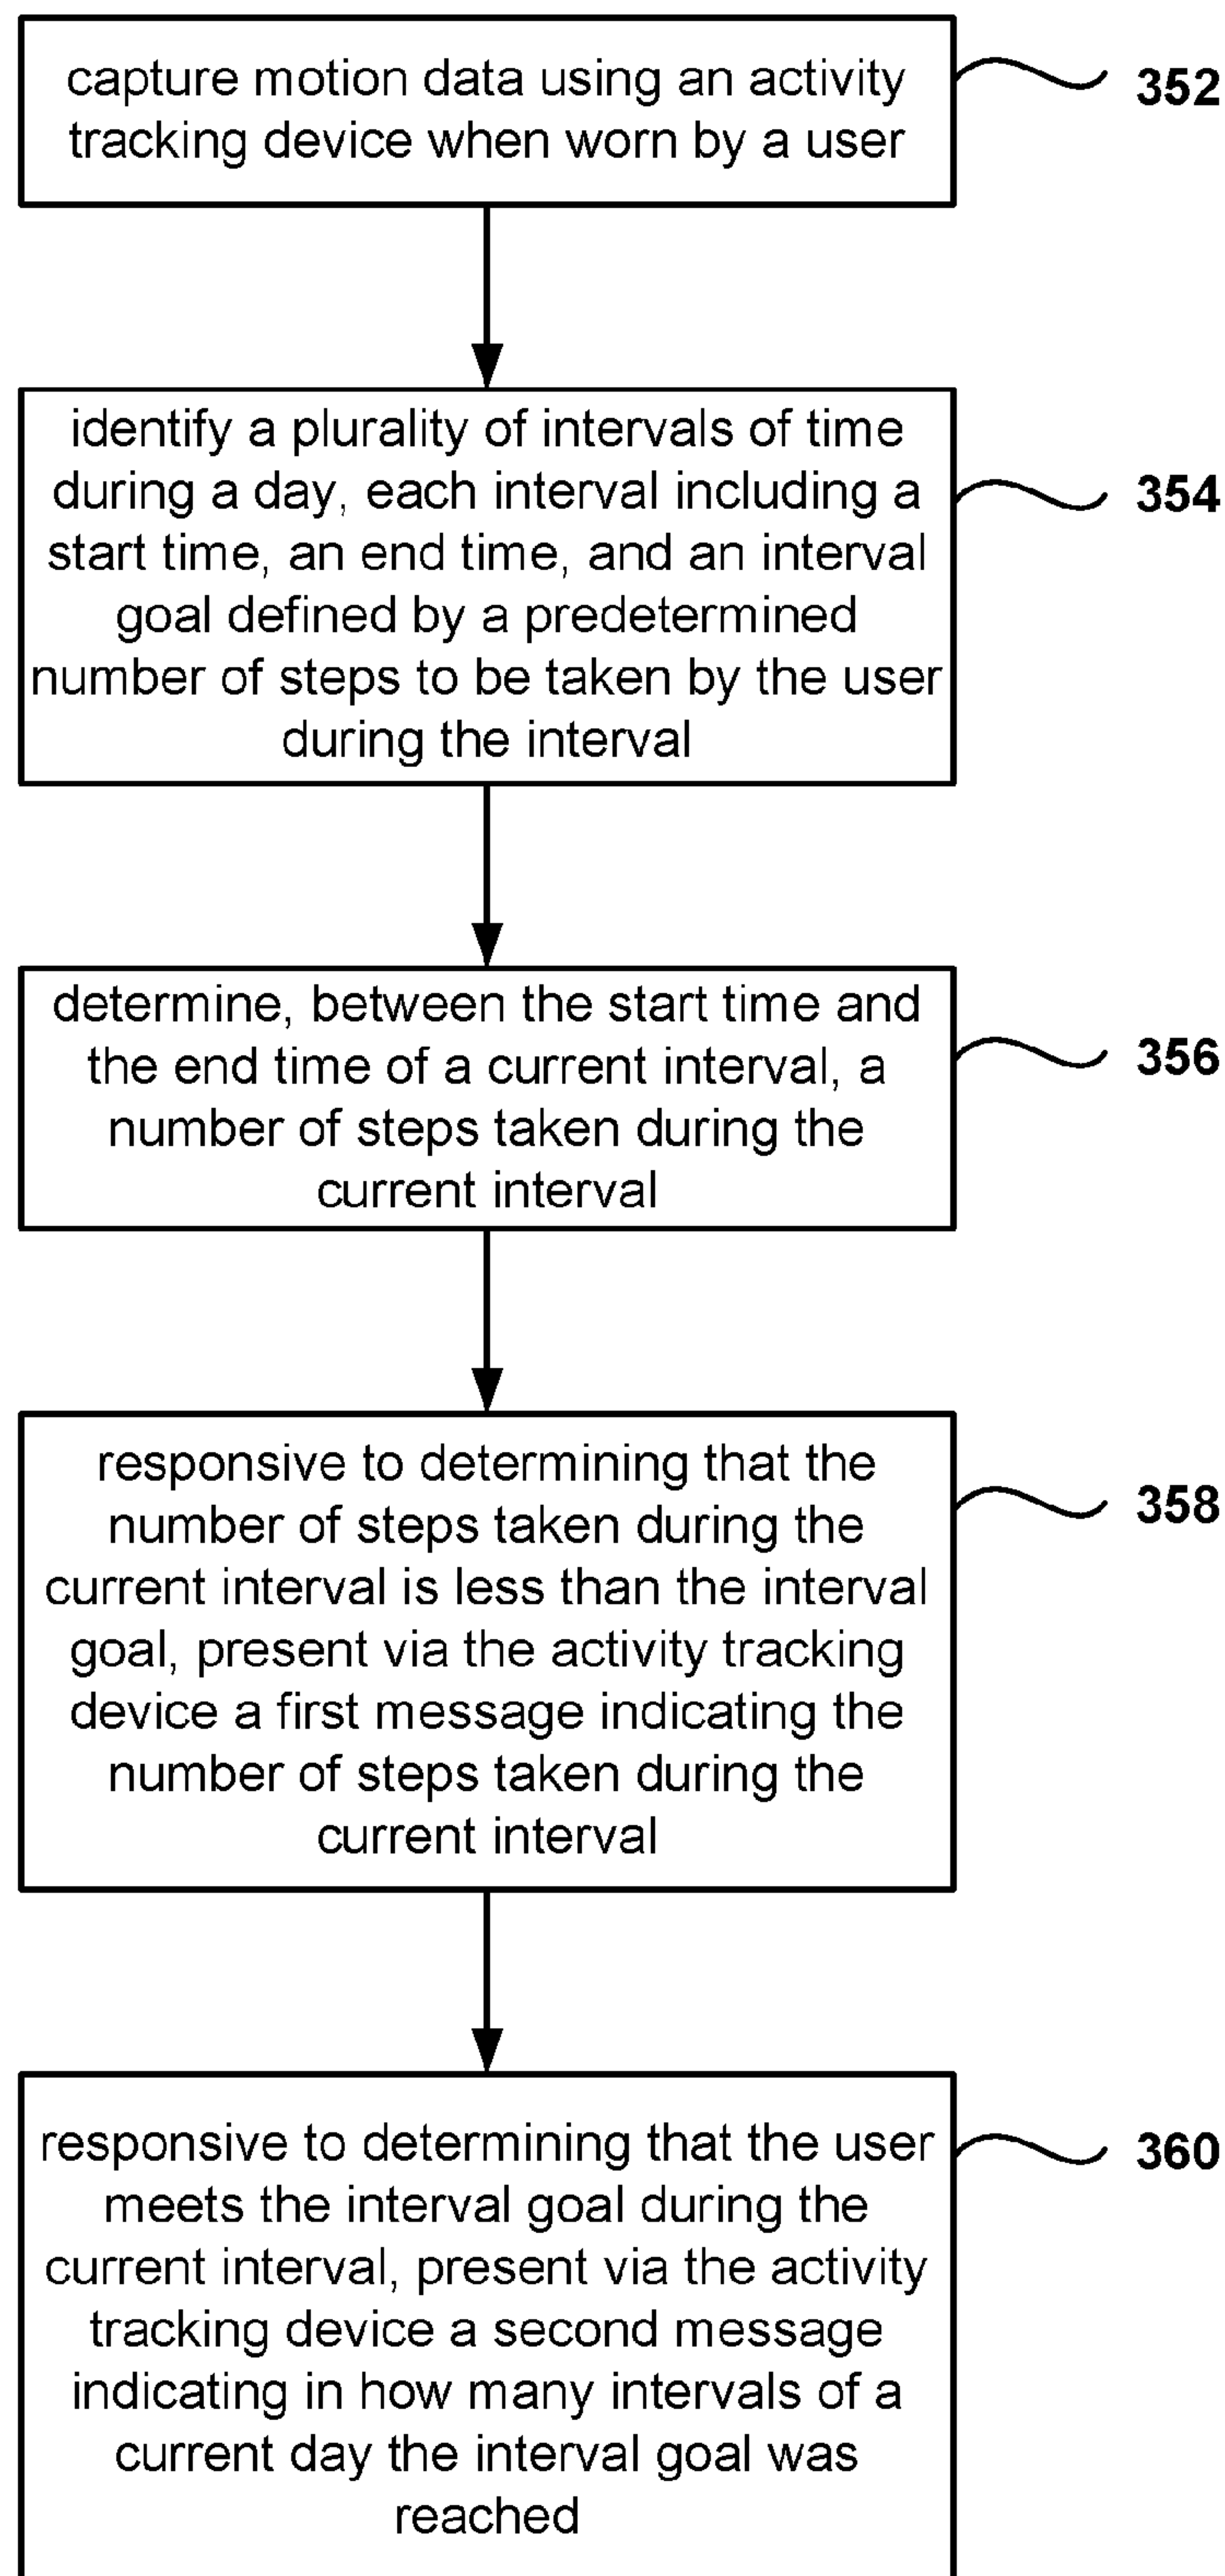 capture motion data using an activity
tracking device when worn by a user
352
identify a plurality of intervals of time
during a day, each interval including a
start time, an end time, and an interval
goal defined by a predetermined
number of steps to be taken by the user
during the interval
354
determine, between the start time and
the end time of a current interval, a
number of steps taken during the
current interval
356
responsive to determining that the
number of steps taken during the
current interval is less than the interval
goal, present via the activity tracking
device a first message indicating the
number of steps taken during the
current interval
358
responsive to determining that the user
meets the interval goal during the
current interval, present via the activity
tracking device a second message
indicating in how many intervals of a
current day the interval goal was
reached
360